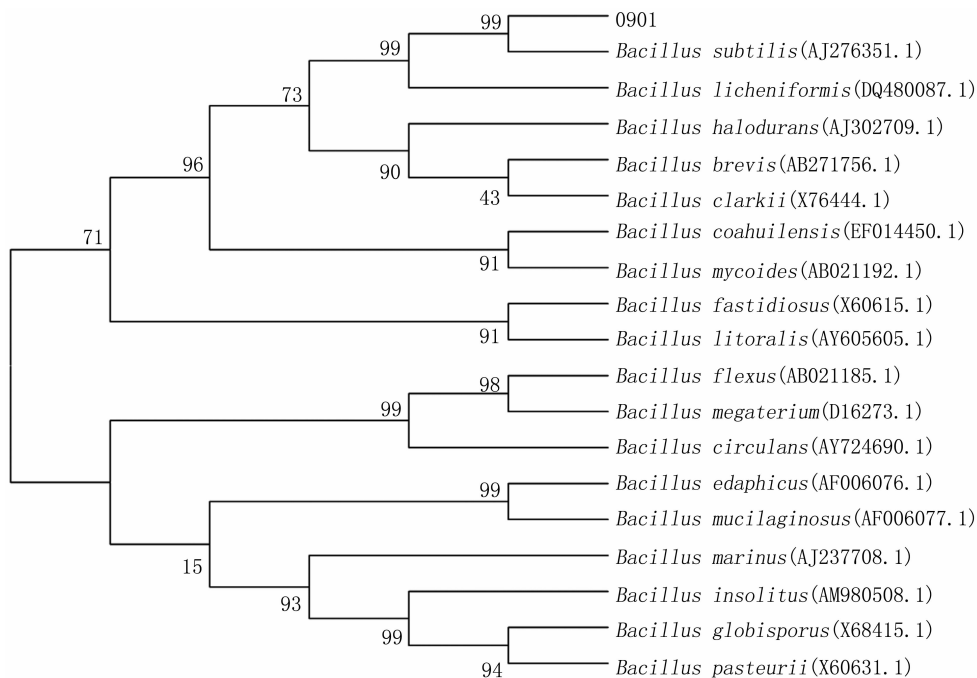 99
0901
99
Bacillus subtilis(AJ276351.1)
73
Bacillus licheniformis(DQ480087.1)
Bacillus halodurans(AJ302709.1)
96
Bacillus brevis(AB271756.1)
90
43
Bacillus clarkii(X76444.1)
71
Bacillus coahuilensis(EF014450.1)
91
Bacillus mycoides(AB021192.1)
Bacillus fastidiosus(X60615.1)
91
Bacillus litoralis(AY605605.1)
98
Bacillus flexus(AB021185.1)
99
Bacillus megaterium(D16273.1)
Bacillus circulans(AY724690.1)
99
Bacillus edaphicus(AF006076.1)
Bacillus mucilaginosus(AF006077.1)
15
Bacillus marinus(AJ237708.1)
93
Bacillus insolitus(AM980508.1)
99
Bacillus globisporus(X68415.1)
94
Bacillus pasteurii(X60631.1)